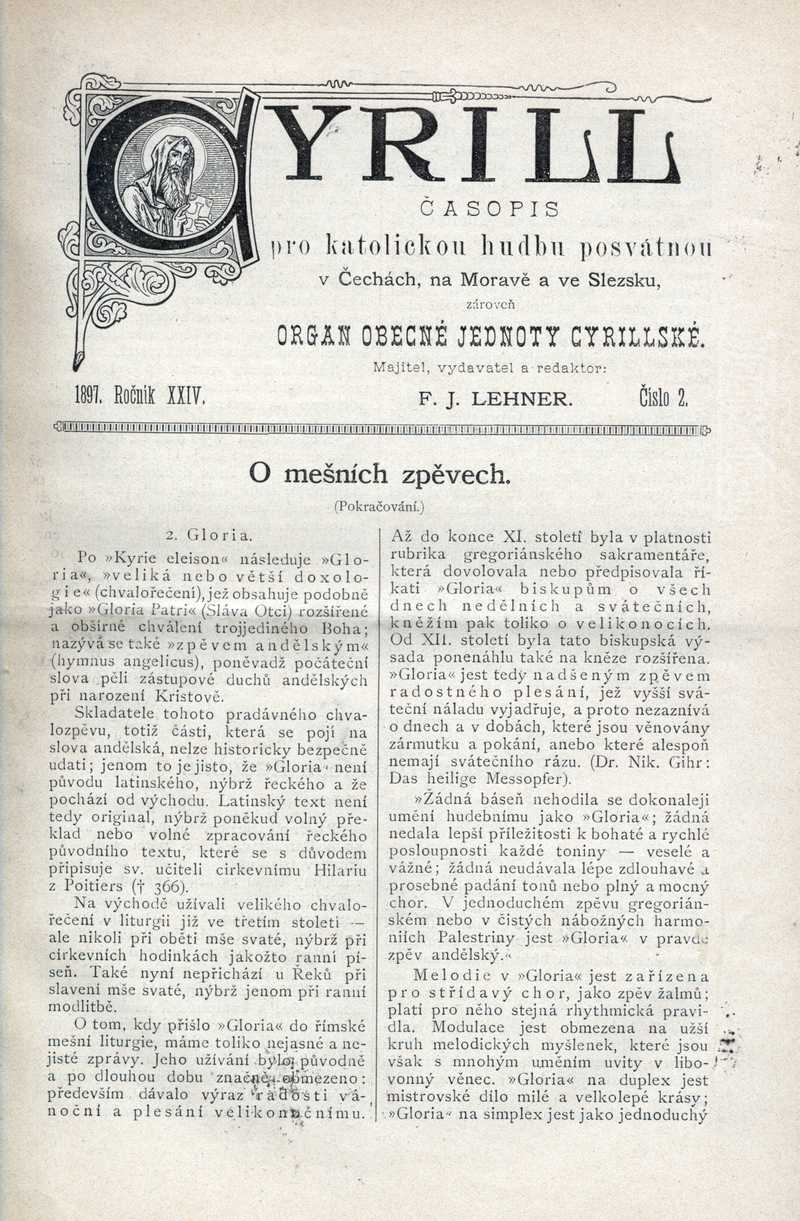 CYRILL
ČASOPIS
pro katolickou hudbu posvátnou
v Čechách, na Moravě a ve Slezsku,
zároveň
ORGAN OBECNÉ JEDNOTY CYRILLSKÉ.
Majitel, vydavatel a redaktor:
1897. Ročník XXIV.
F. J. LEHNER.
Číslo 2.
O mešních zpěvech.
(Pokračování.)
2. Gloria.
Po »Kyrie eleison« následuje »Glo-
ria«, »veliká nebo větší doxolo-
gie« (chvalořečení), jež obsahuje podobně
jako »Gloria Patri« (Sláva Otci) rozšířené
a obšírné chválení trojjediného Boha;
nazývá se také »zpěvem andělským«
(hymnus angelicus), poněvadž počáteční
slova pěli zástupové duchů andělských
při narození Kristově.
Skladatele tohoto pradávného chva-
lozpěvu, totiž části, která se pojí na
slova andělská, nelze historicky bezpečně
udati; jenom to je jisto, že »Gloria« není
původu latinského, nýbrž řeckého a že
pochází od východu. Latinský text není
tedy original, nýbrž poněkud volný pře-
klad nebo volné zpracování řeckého
původního textu, které se s důvodem
připisuje sv. učiteli cirkevnímu Hilariu
z Poitiers († 366).
Na východě užívali velikého chvalo-
řečení v liturgii již ve třetím století —
ale nikoli při oběti mše svaté, nýbrž při
církevních hodinkách jakožto ranní pí-
seň. Také nyní nepřichází u Řeků při
slavení mše svaté, nýbrž jenom při ranní
modlitbě.
O tom, kdy přišlo »Gloria« do římské
mešní liturgie, máme toliko nejasné a ne-
jisté zprávy. Jeho užívání bylo původně
a po dlouhou dobu značně obmezeno:
především dávalo výraz radosti vá-
noční a plesání velikonočnímu.
Až do konce XI. století byla v platnosti
rubrika gregoriánského sakramentáře,
která dovolovala nebo předpisovala ří-
kati »Gloria« biskupům o všech
dnech nedělních a svátečních,
kněžím pak toliko o velikonocích.
Od XII. století byla tato biskupská vý-
sada ponenáhlu také na kněze rozšířena.
»Gloria« jest tedy nadšeným zpěvem
radostného plesání, jež vyšší svá-
teční náladu vyjadřuje, a proto nezaznívá
o dnech a v dobách, které jsou věnovány
zármutku a pokání, anebo které alespoň
nemají svátečního rázu. (Dr. Nik. Gihr:
Das heilige Messopfer).
»Žádná báseň nehodila se dokonaleji
umění hudebnímu jako »Gloria«; žádná
nedala lepší příležitosti k bohaté a rychlé
posloupnosti každé toniny — veselé a
vážné; žádná neudávala lépe zdlouhavé a
prosebné padání tonů nebo plný a mocný
chor. V jednoduchém zpěvu gregorián-
ském nebo v čistých nábožných harmo-
niích Palestriny jest »Gloria« v pravdě
zpěv andělský.«
Melodie v »Gloria« jest zařízena
pro střídavý chor, jako zpěv žalmů;
platí pro něho stejná rhythmická pravi-
dla. Modulace jest obmezena na užší
kruh melodických myšlenek, které jsou
však s mnohým uměním uvity v libo-
vonný věnec. »Gloria« na duplex jest
mistrovské dílo milé a velkolepé krásy;
»Gloria« na simplex jest jako jednoduchý